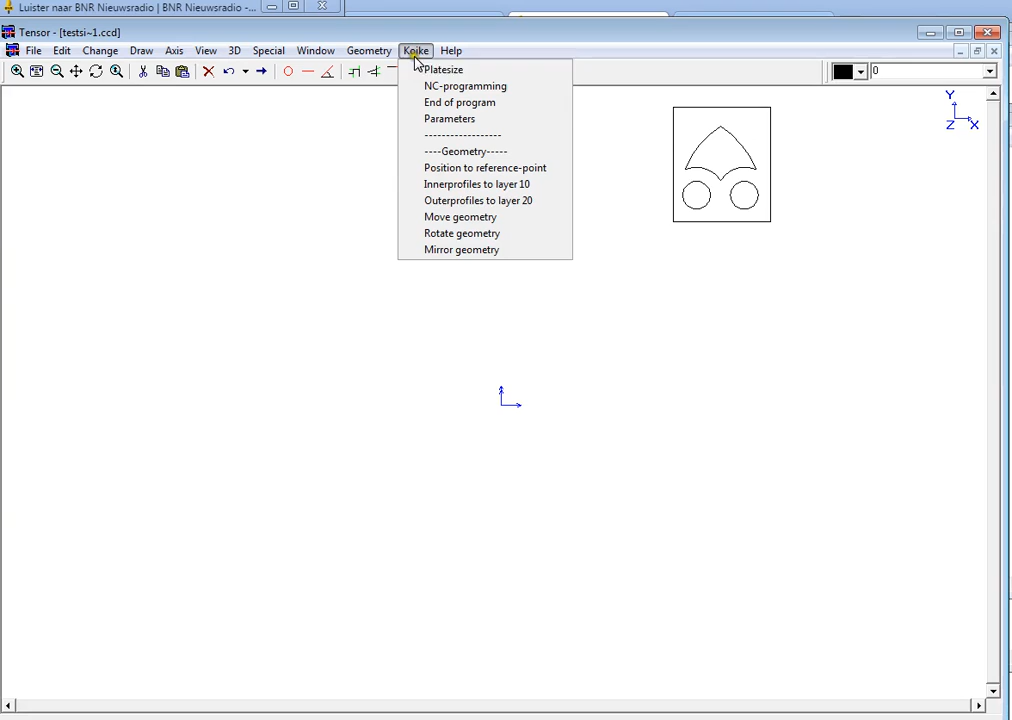 Luister naar BNR Nieuwsradio | BNR Nieuwsradio -...
Tensor - [testsi~1.ccd]
File Edit Change Draw Axis View 3D Special Window Geometry Koike Help
0
Platesize
NC-programming
End of program
Parameters
------------------
----Geometry-----
Position to reference-point
Innerprofiles to layer 10
Outerprofiles to layer 20
Move geometry
Rotate geometry
Mirror geometry
Y
Z X